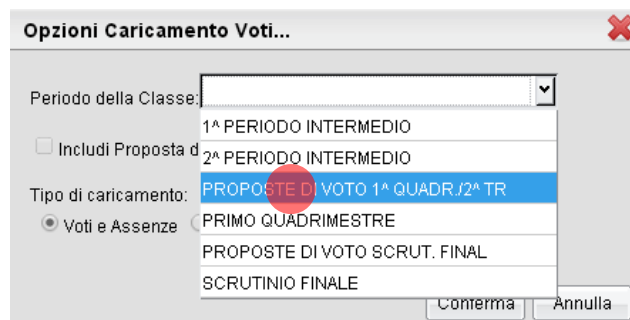 Opzioni Caricamento Voti...
Periodo della Classe:
1^ PERIODO INTERMEDIO
Includi Proposta d
2^ PERIODO INTERMEDIO
PROPOSTE DI VOTO 1^ QUADR./2^ TR
Tipo di caricamento:
PRIMO QUADRIMESTRE
Voti e Assenze
PROPOSTE DI VOTO SCRUT. FINAL
SCRUTINIO FINALE
Conferma Annulla